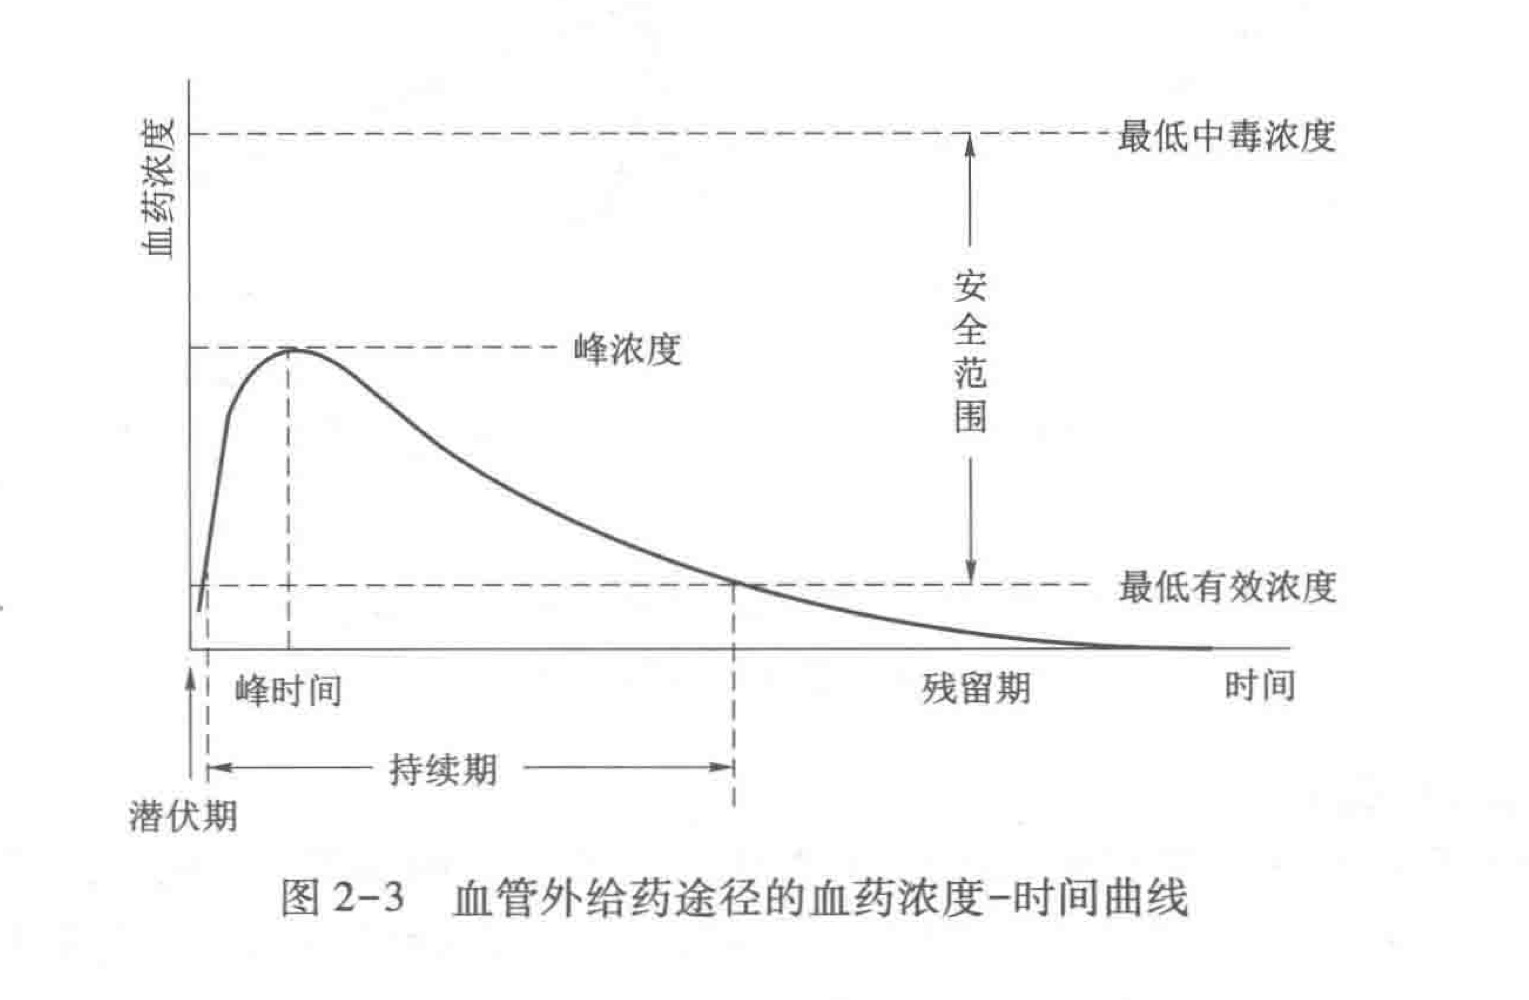 血药浓度
最低中毒浓度
安全范围
峰浓度
最低有效浓度
峰时间
残留期
时间
持续期
潜伏期
图 2-3 血管外给药途径的血药浓度-时间曲线